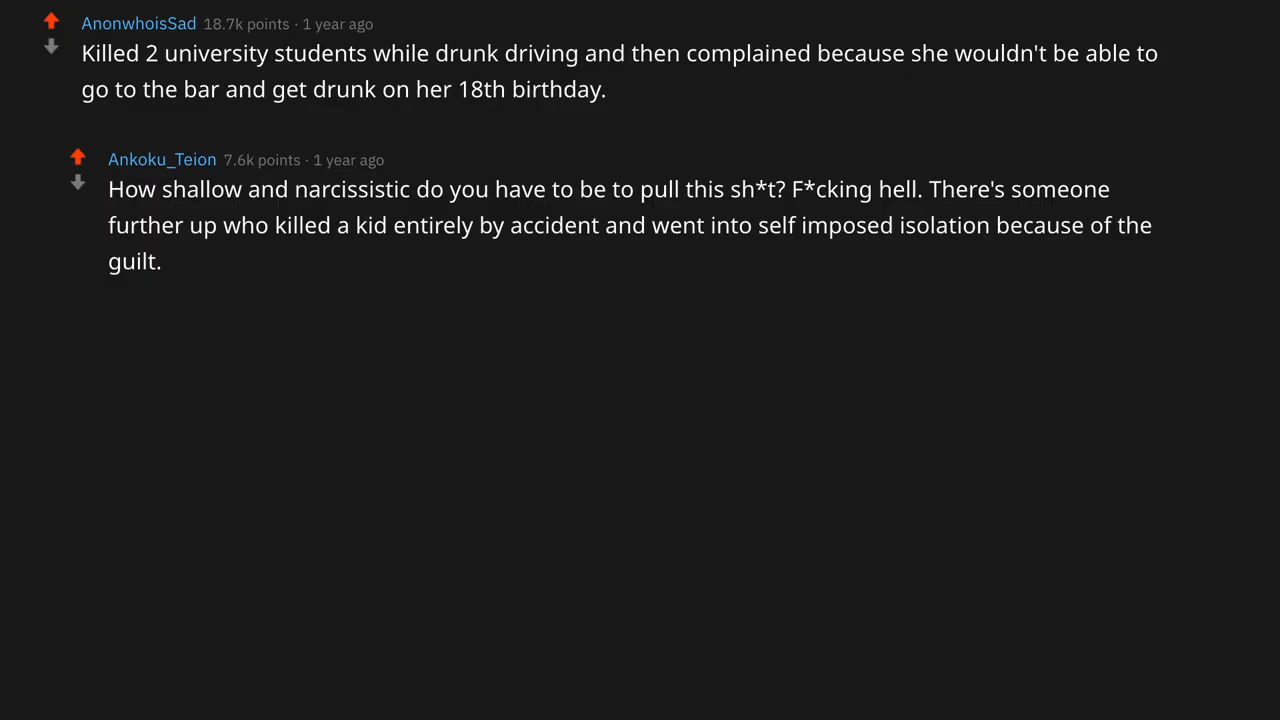 AnonwhoisSad 18.7k points · 1 year ago
Killed 2 university students while drunk driving and then complained because she wouldn't be able to
go to the bar and get drunk on her 18th birthday.
Ankoku_Teion 7.6k points · 1 year ago
How shallow and narcissistic do you have to be to pull this sh*t? F*cking hell. There's someone
further up who killed a kid entirely by accident and went into self imposed isolation because of the
guilt.